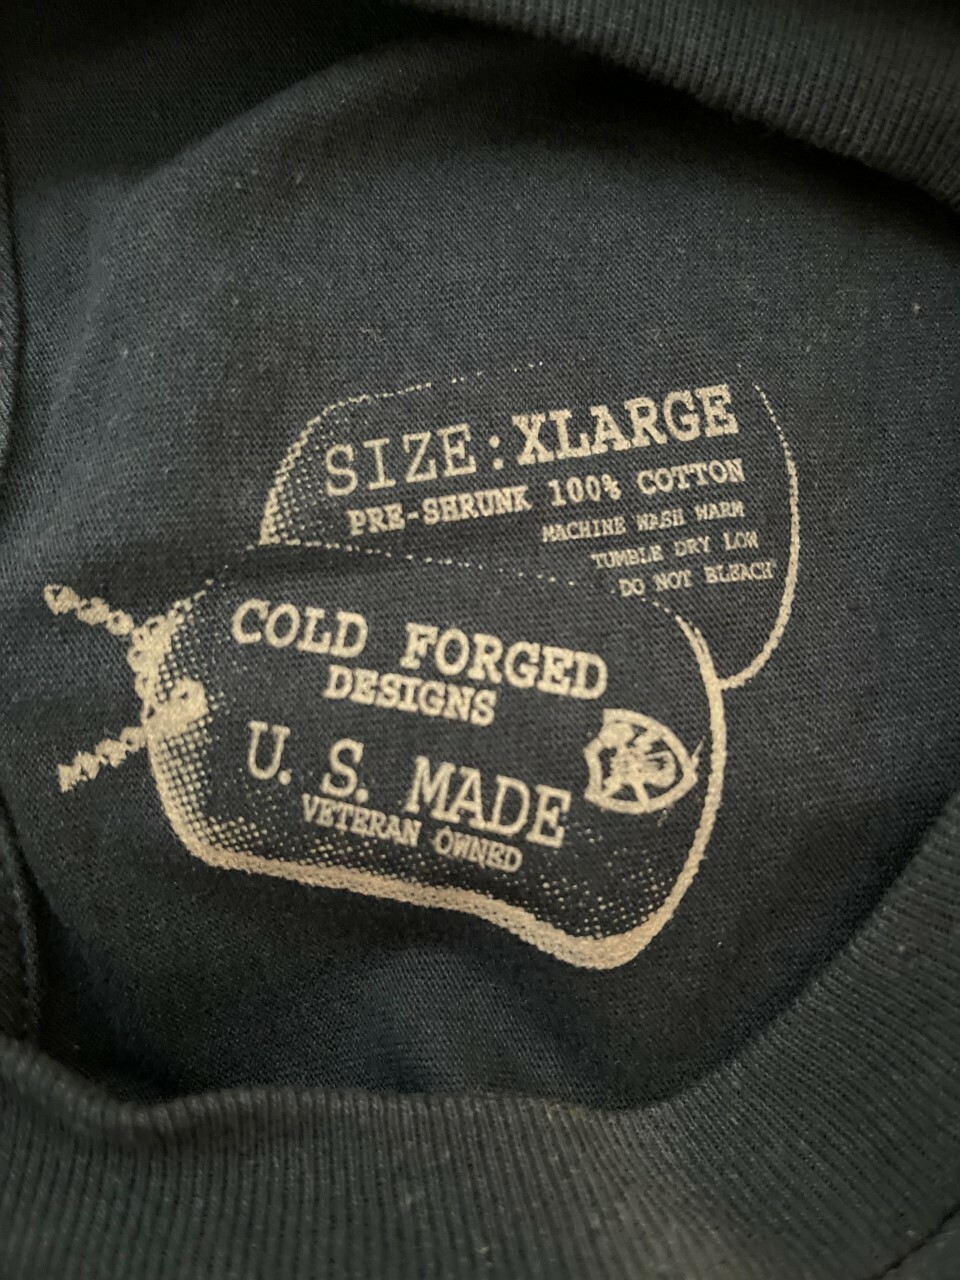 SIZE:XLARGE
PRE-SHRUNK 100% COTTON
MACHINE WASH WARM
TUMBLE DRY LOW
DO NOT BLEACH
COLD FORGED
DESIGNS
U. S. MADE
VETERAN OWNED